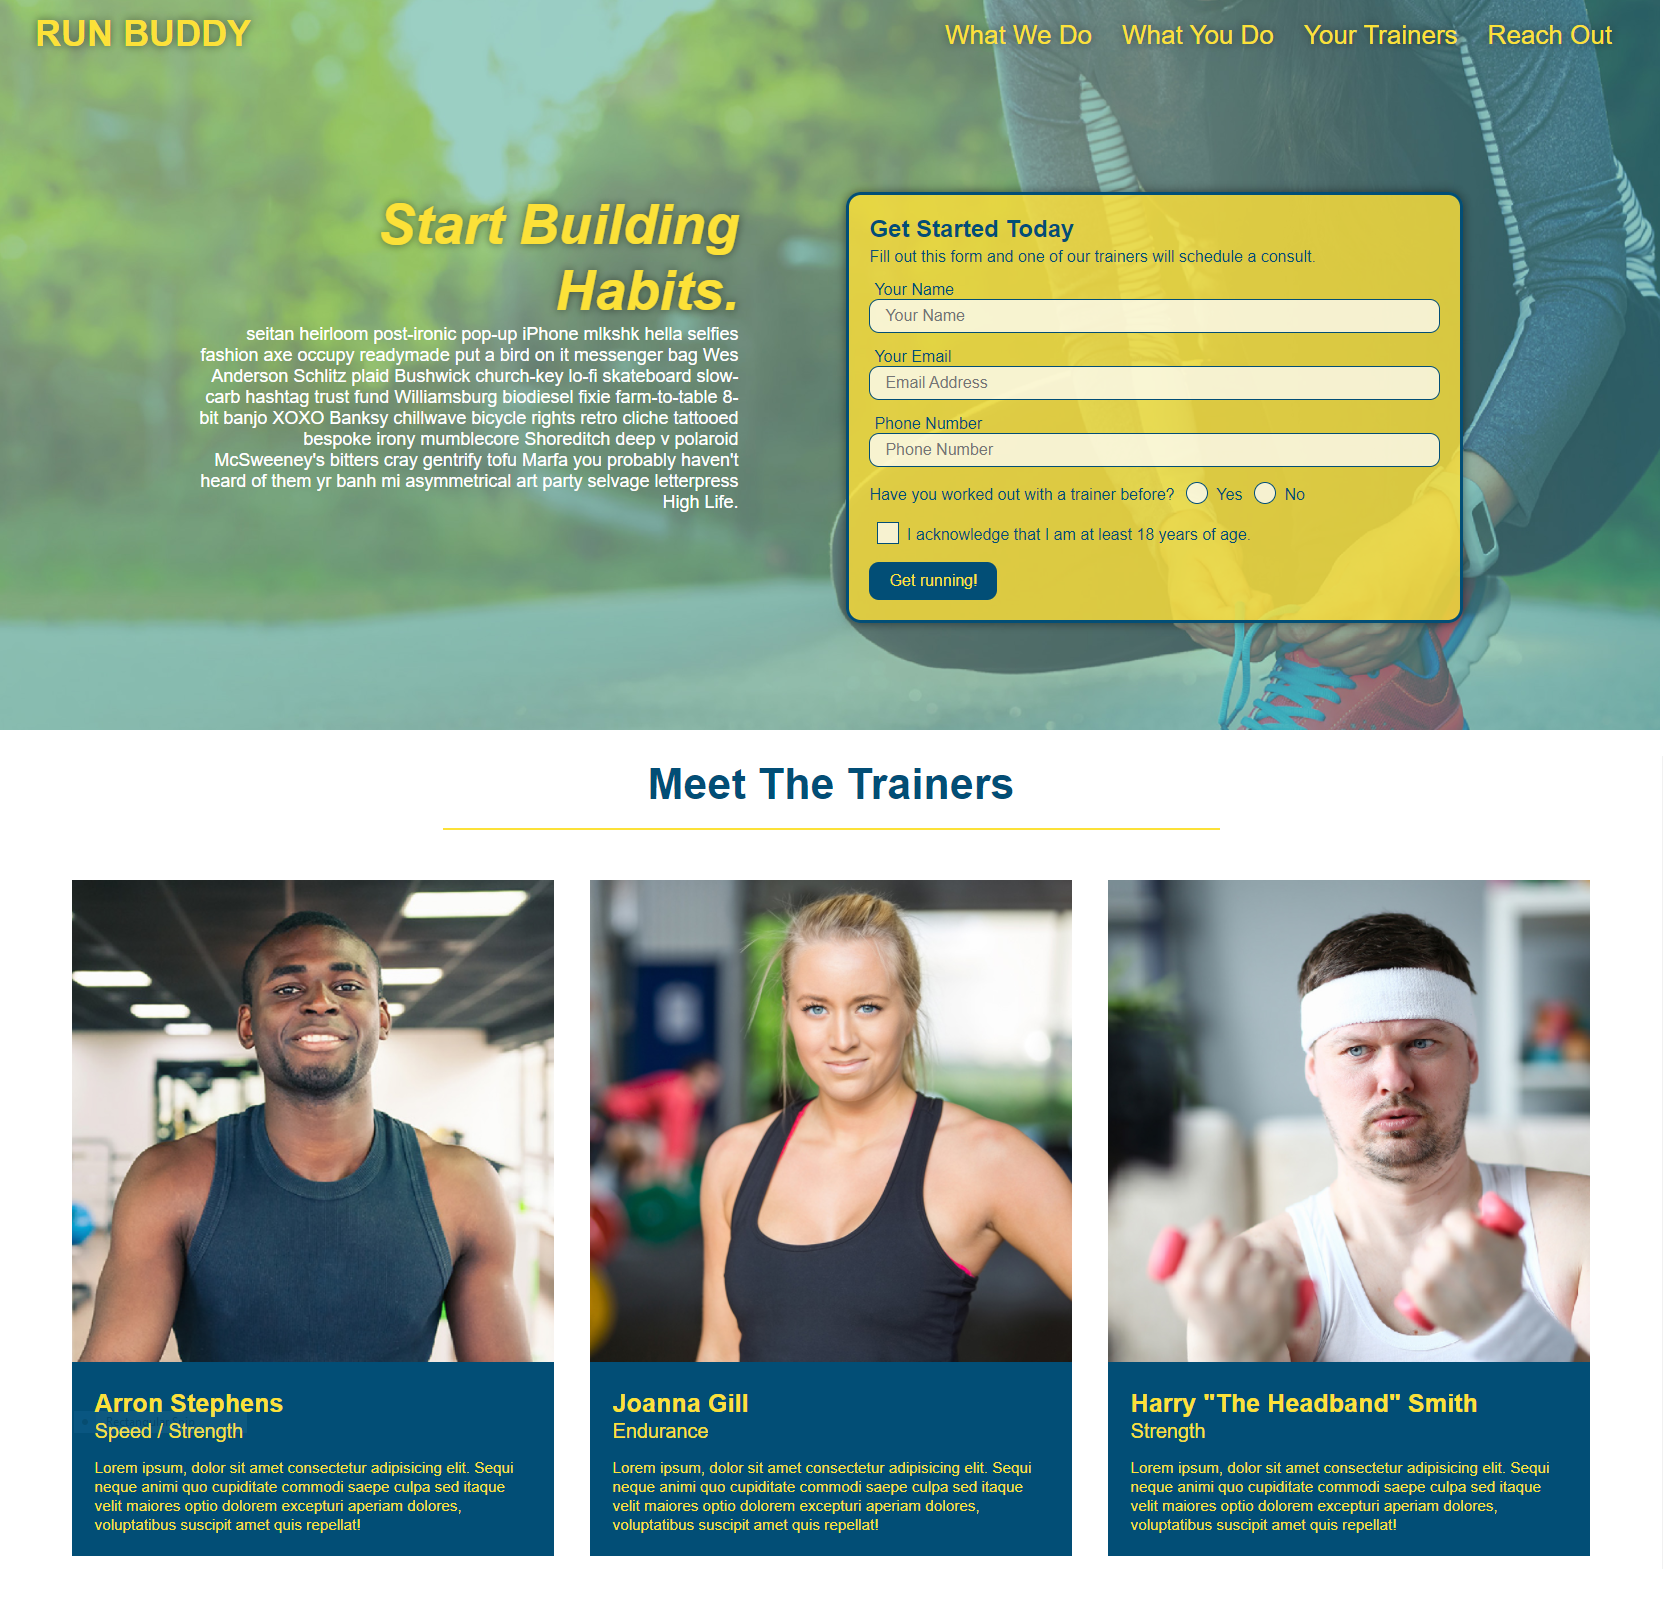 RUN BUDDY
What We Do What You Do Your Trainers Reach Out
Start Building
Habits.
seitan heirloom post-ironic pop-up iPhone mlkshk hella selfies
fashion axe occupy readymade put a bird on it messenger bag Wes
Anderson Schlitz plaid Bushwick church-key lo-fi skateboard slow-
carb hashtag trust fund Williamsburg biodiesel fixie farm-to-table 8-
bit banjo XOXO Banksy chillwave bicycle rights retro cliche tattooed
bespoke irony mumblecore Shoreditch deep v polaroid
McSweeney's bitters cray gentrify tofu Marfa you probably haven't
heard of them yr banh mi asymmetrical art party selvage letterpress
High Life.
Get Started Today
Fill out this form and one of our trainers will schedule a consult.
Your Name
Your Name
Your Email
Email Address
Phone Number
Phone Number
Have you worked out with a trainer before? Yes No
I acknowledge that I am at least 18 years of age.
Get running!
Meet The Trainers
Arron Stephens
Speed / Strength
Lorem ipsum, dolor sit amet consectetur adipisicing elit. Sequi
neque animi quo cupiditate commodi saepe culpa sed itaque
velit maiores optio dolorem excepturi aperiam dolores,
voluptatibus suscipit amet quis repellat!
Joanna Gill
Endurance
Lorem ipsum, dolor sit amet consectetur adipisicing elit. Sequi
neque animi quo cupiditate commodi saepe culpa sed itaque
velit maiores optio dolorem excepturi aperiam dolores,
voluptatibus suscipit amet quis repellat!
Harry "The Headband" Smith
Strength
Lorem ipsum, dolor sit amet consectetur adipisicing elit. Sequi
neque animi quo cupiditate commodi saepe culpa sed itaque
velit maiores optio dolorem excepturi aperiam dolores,
voluptatibus suscipit amet quis repellat!